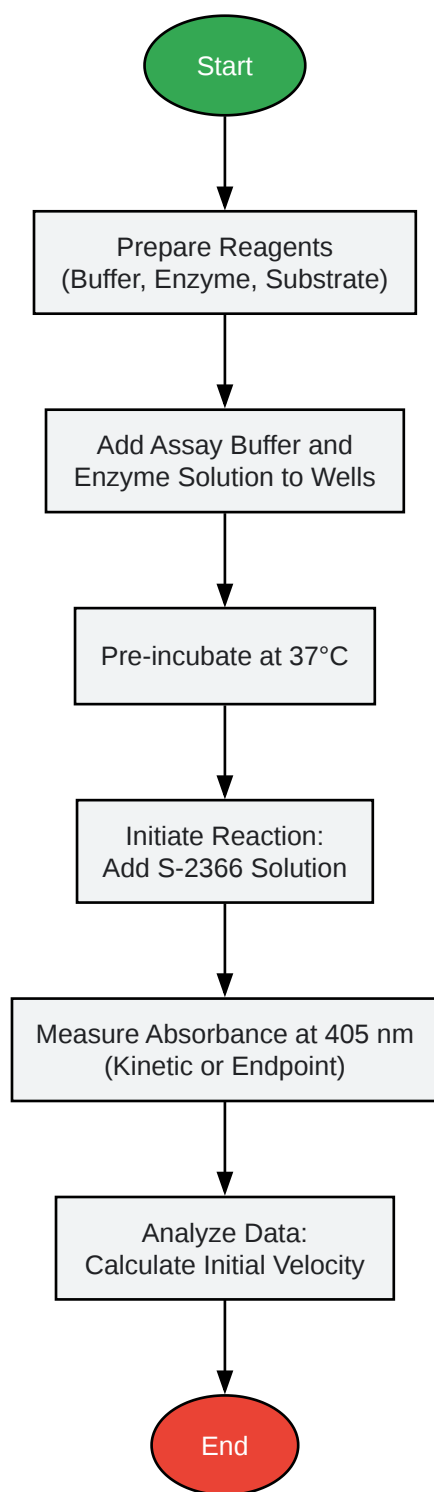 Start
Prepare Reagents
(Buffer, Enzyme, Substrate)
Add Assay Buffer and
Enzyme Solution to Wells
Pre-incubate at 37°C
Initiate Reaction:
Add S-2366 Solution
Measure Absorbance at 405 nm
(Kinetic or Endpoint)
Analyze Data:
Calculate Initial Velocity
End